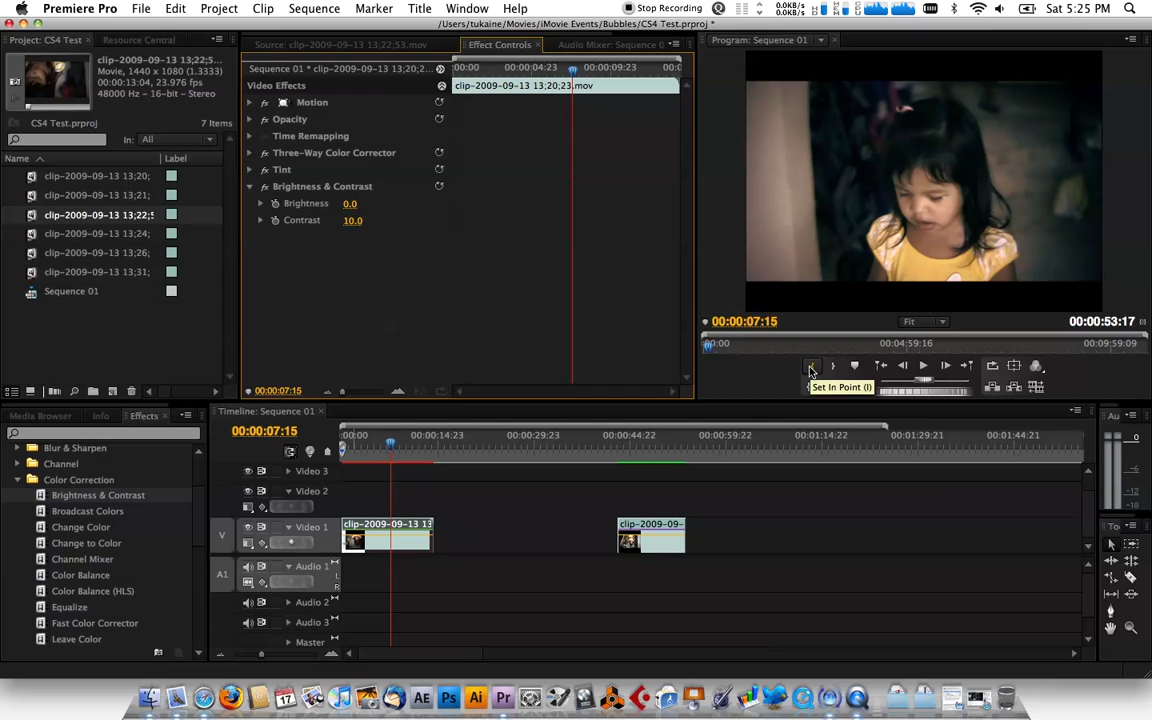 Premiere Pro File Edit Project Clip Sequence Marker Title Window Help Stop Recording 0.0KB/s 0.0KB/s Sat 5:25 PM
/Users/tukaine/Movies/iMovie Events/Bubbles/CS4 Test.prproj *
Project: CS4 Test × Resource Central
clip-2009-09-13 13;22;5...
Movie, 1440 x 1080 (1.3333)
00:00:13:04, 23.976 fps
48000 Hz - 16-bit - Stereo
CS4 Test.prproj 7 Items
In: All
Name Label
clip-2009-09-13 13;20;
clip-2009-09-13 13;21;
clip-2009-09-13 13;22;5
clip-2009-09-13 13;24;
clip-2009-09-13 13;26;
clip-2009-09-13 13;31;
Sequence 01
Source: clip-2009-09-13 13;22;53.mov Effect Controls × Audio Mixer: Sequence 0
Sequence 01 * clip-2009-09-13 13;20;2... :00:00 00:00:04:23 00:00:09:23 00:0
Video Effects clip-2009-09-13 13;20;23.mov
fx Motion
fx Opacity
Time Remapping
fx Three-Way Color Corrector
fx Tint
fx Brightness & Contrast
Brightness 0.0
Contrast 10.0
00:00:07:15
Program: Sequence 01 ×
00:00:07:15 Fit 00:00:53:17
00:00 00:04:59:16 00:09:59:09
Set In Point (I)
Media Browser Info Effects ×
Blur & Sharpen
Channel
Color Correction
Brightness & Contrast
Broadcast Colors
Change Color
Change to Color
Channel Mixer
Color Balance
Color Balance (HLS)
Equalize
Fast Color Corrector
Leave Color
Timeline: Sequence 01 ×
00:00:07:15 :00:00 00:00:14:23 00:00:29:23 00:00:44:22 00:00:59:22 00:01:14:22 00:01:29:21 00:01:44:21
Video 3
Video 2
V Video 1 clip-2009-09-13 13 clip-2009-09-
A1 Audio 1 L R
Audio 2
Audio 3
Master
Au
0
-6
-12
-18
To
17 AE Ps Ai Pr